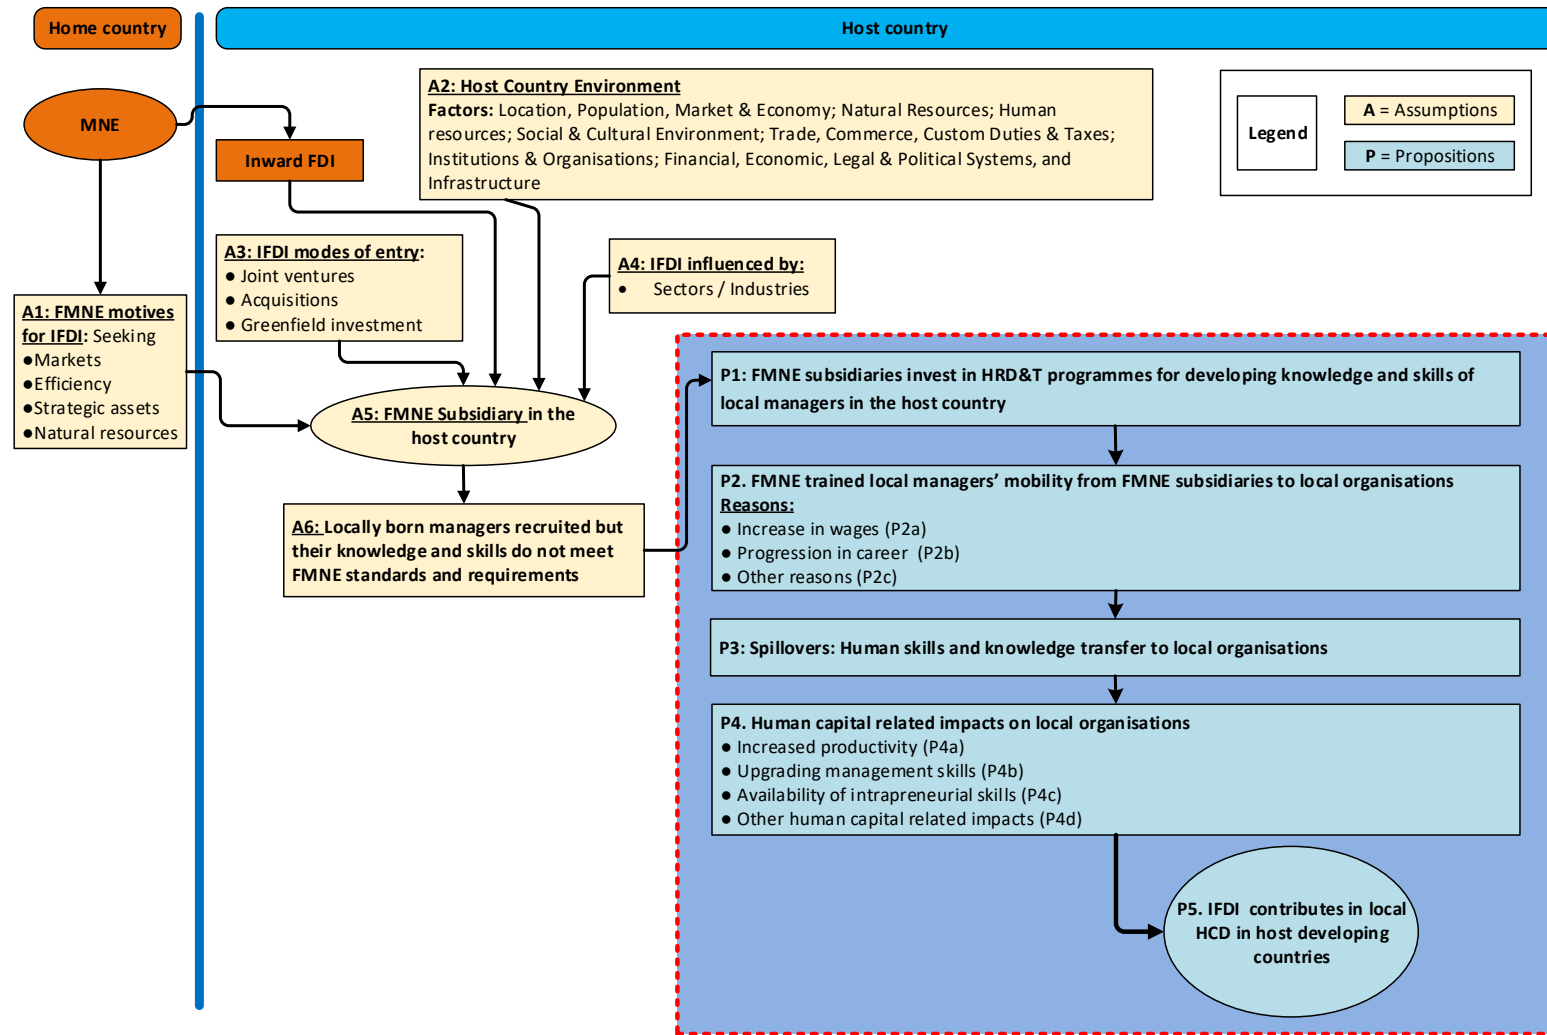 Home country
Host country
MNE
Inward FDI
A2: Host Country Environment
Factors: Location, Population, Market & Economy; Natural Resources; Human
resources; Social & Cultural Environment; Trade, Commerce, Custom Duties & Taxes;
Institutions & Organisations; Financial, Economic, Legal & Political Systems, and
Infrastructure
Legend
A = Assumptions
P = Propositions
A3: IFDI modes of entry:
● Joint ventures
● Acquisitions
● Greenfield investment
A4: IFDI influenced by:
● Sectors / Industries
A1: FMNE motives
for IFDI: Seeking
●Markets
●Efficiency
●Strategic assets
●Natural resources
A5: FMNE Subsidiary in the
host country
A6: Locally born managers recruited but
their knowledge and skills do not meet
FMNE standards and requirements
P1: FMNE subsidiaries invest in HRD&T programmes for developing knowledge and skills of
local managers in the host country
P2. FMNE trained local managers’ mobility from FMNE subsidiaries to local organisations
Reasons:
● Increase in wages (P2a)
● Progression in career (P2b)
● Other reasons (P2c)
P3: Spillovers: Human skills and knowledge transfer to local organisations
P4. Human capital related impacts on local organisations
● Increased productivity (P4a)
● Upgrading management skills (P4b)
● Availability of intrapreneurial skills (P4c)
● Other human capital related impacts (P4d)
P5. IFDI contributes in local
HCD in host developing
countries